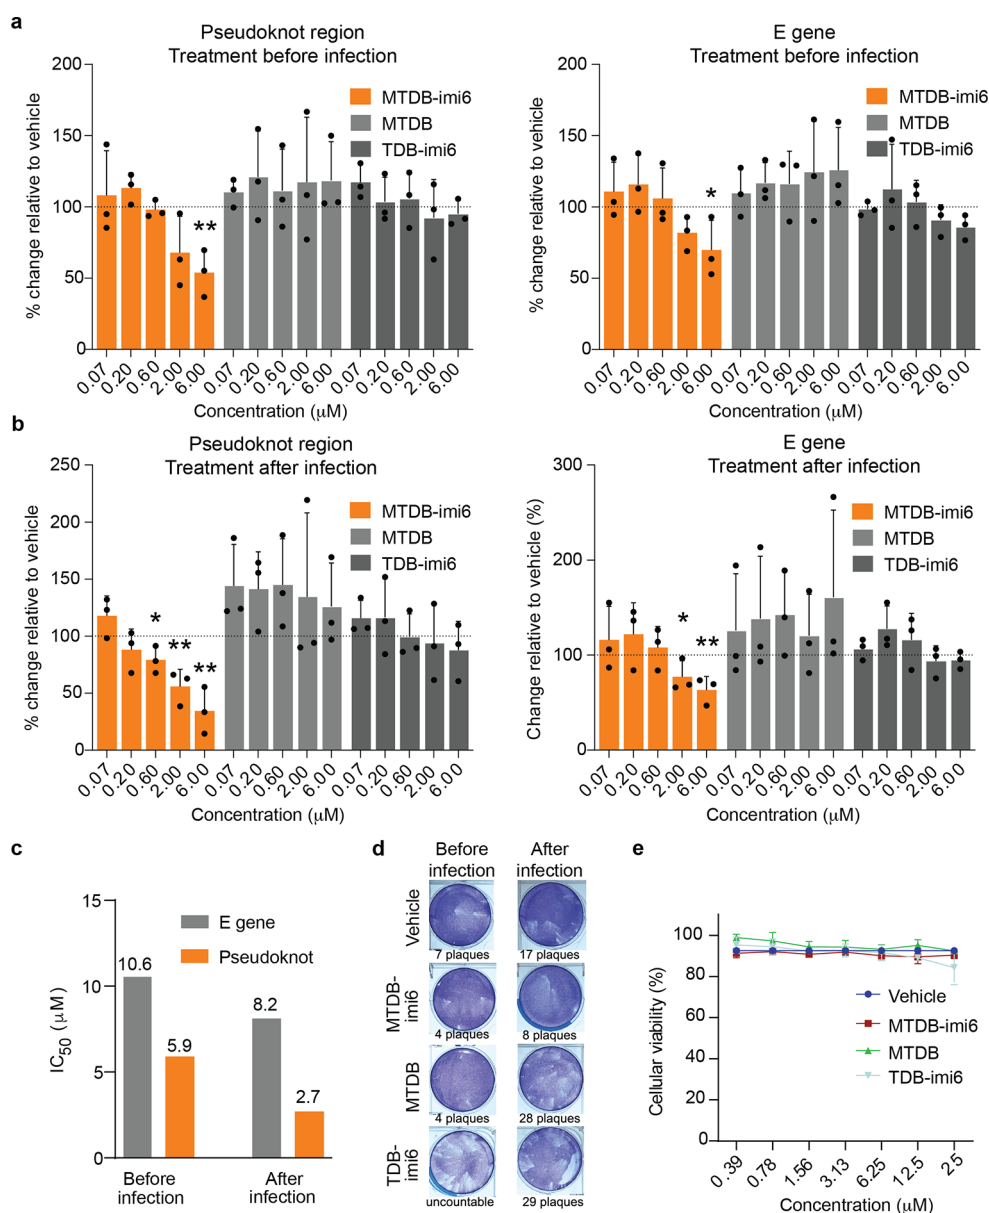 a
Pseudoknot region
Treatment before infection
% change relative to vehicle
200
150
100
50
0
MTDB-imi6
MTDB
TDB-imi6
**
0.07 0.20 0.60 2.00 6.00 0.07 0.20 0.60 2.00 6.00 0.07 0.20 0.60 2.00 6.00
Concentration (µM)
E gene
Treatment before infection
% change relative to vehicle
200
150
100
50
0
MTDB-imi6
MTDB
TDB-imi6
*
0.07 0.20 0.60 2.00 6.00 0.07 0.20 0.60 2.00 6.00 0.07 0.20 0.60 2.00 6.00
Concentration (µM)
b
Pseudoknot region
Treatment after infection
% change relative to vehicle
250
200
150
100
50
0
MTDB-imi6
MTDB
TDB-imi6
* ** **
0.07 0.20 0.60 2.00 6.00 0.07 0.20 0.60 2.00 6.00 0.07 0.20 0.60 2.00 6.00
Concentration (µM)
E gene
Treatment after infection
Change relative to vehicle (%)
300
200
100
0
MTDB-imi6
MTDB
TDB-imi6
* **
0.07 0.20 0.60 2.00 6.00 0.07 0.20 0.60 2.00 6.00 0.07 0.20 0.60 2.00 6.00
Concentration (µM)
c
IC50 (µM)
15
10
5
0
E gene
Pseudoknot
10.6
5.9
8.2
2.7
Before
infection
After
infection
d
Before
infection
After
infection
Vehicle
7 plaques
17 plaques
MTDB-
imi6
4 plaques
8 plaques
MTDB
4 plaques
28 plaques
TDB-
imi6
uncountable
29 plaques
e
Cellular viability (%)
100
80
60
40
20
0
Vehicle
MTDB-imi6
MTDB
TDB-imi6
0.39 0.78 1.56 3.13 6.25 12.5 25
Concentration (µM)